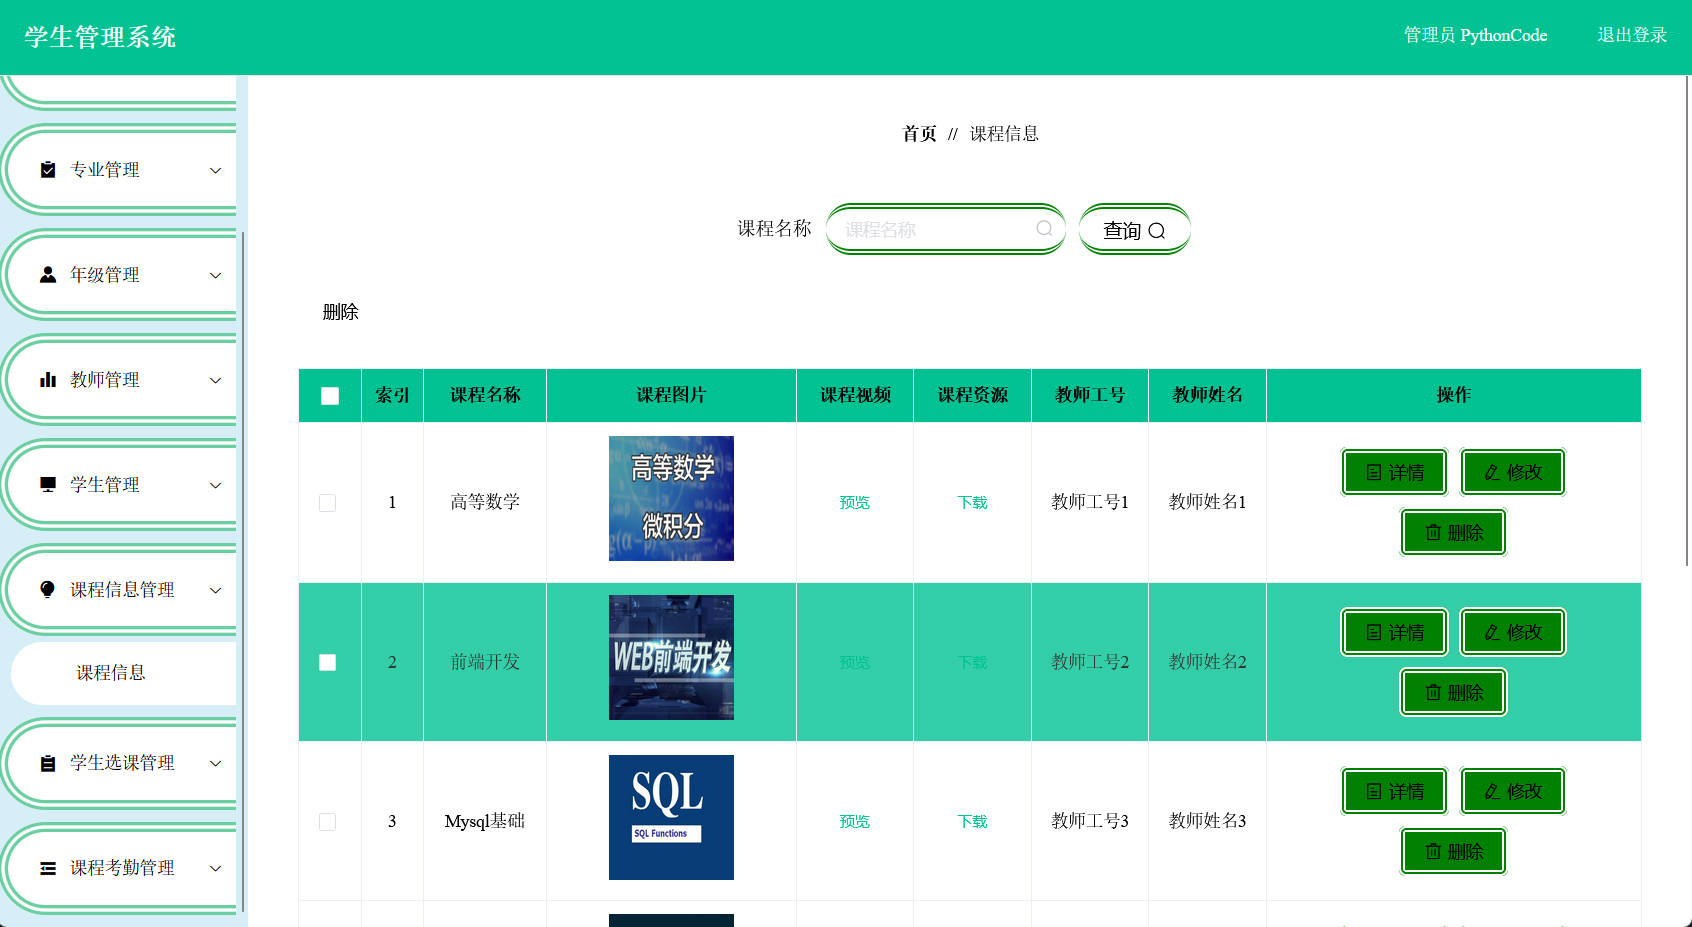 学生管理系统
管理员 PythonCode
退出登录
专业管理
年级管理
教师管理
学生管理
课程信息管理
课程信息
学生选课管理
课程考勤管理
首页 // 课程信息
课程名称 课程名称 查询
删除
索引 课程名称 课程图片 课程视频 课程资源 教师工号 教师姓名 操作
1 高等数学 高等数学 微积分 预览 下载 教师工号1 教师姓名1 详情 修改
删除
2 前端开发 WEB前端开发 预览 下载 教师工号2 教师姓名2 详情 修改
删除
3 Mysql基础 SQL SQL Functions 预览 下载 教师工号3 教师姓名3 详情 修改
删除